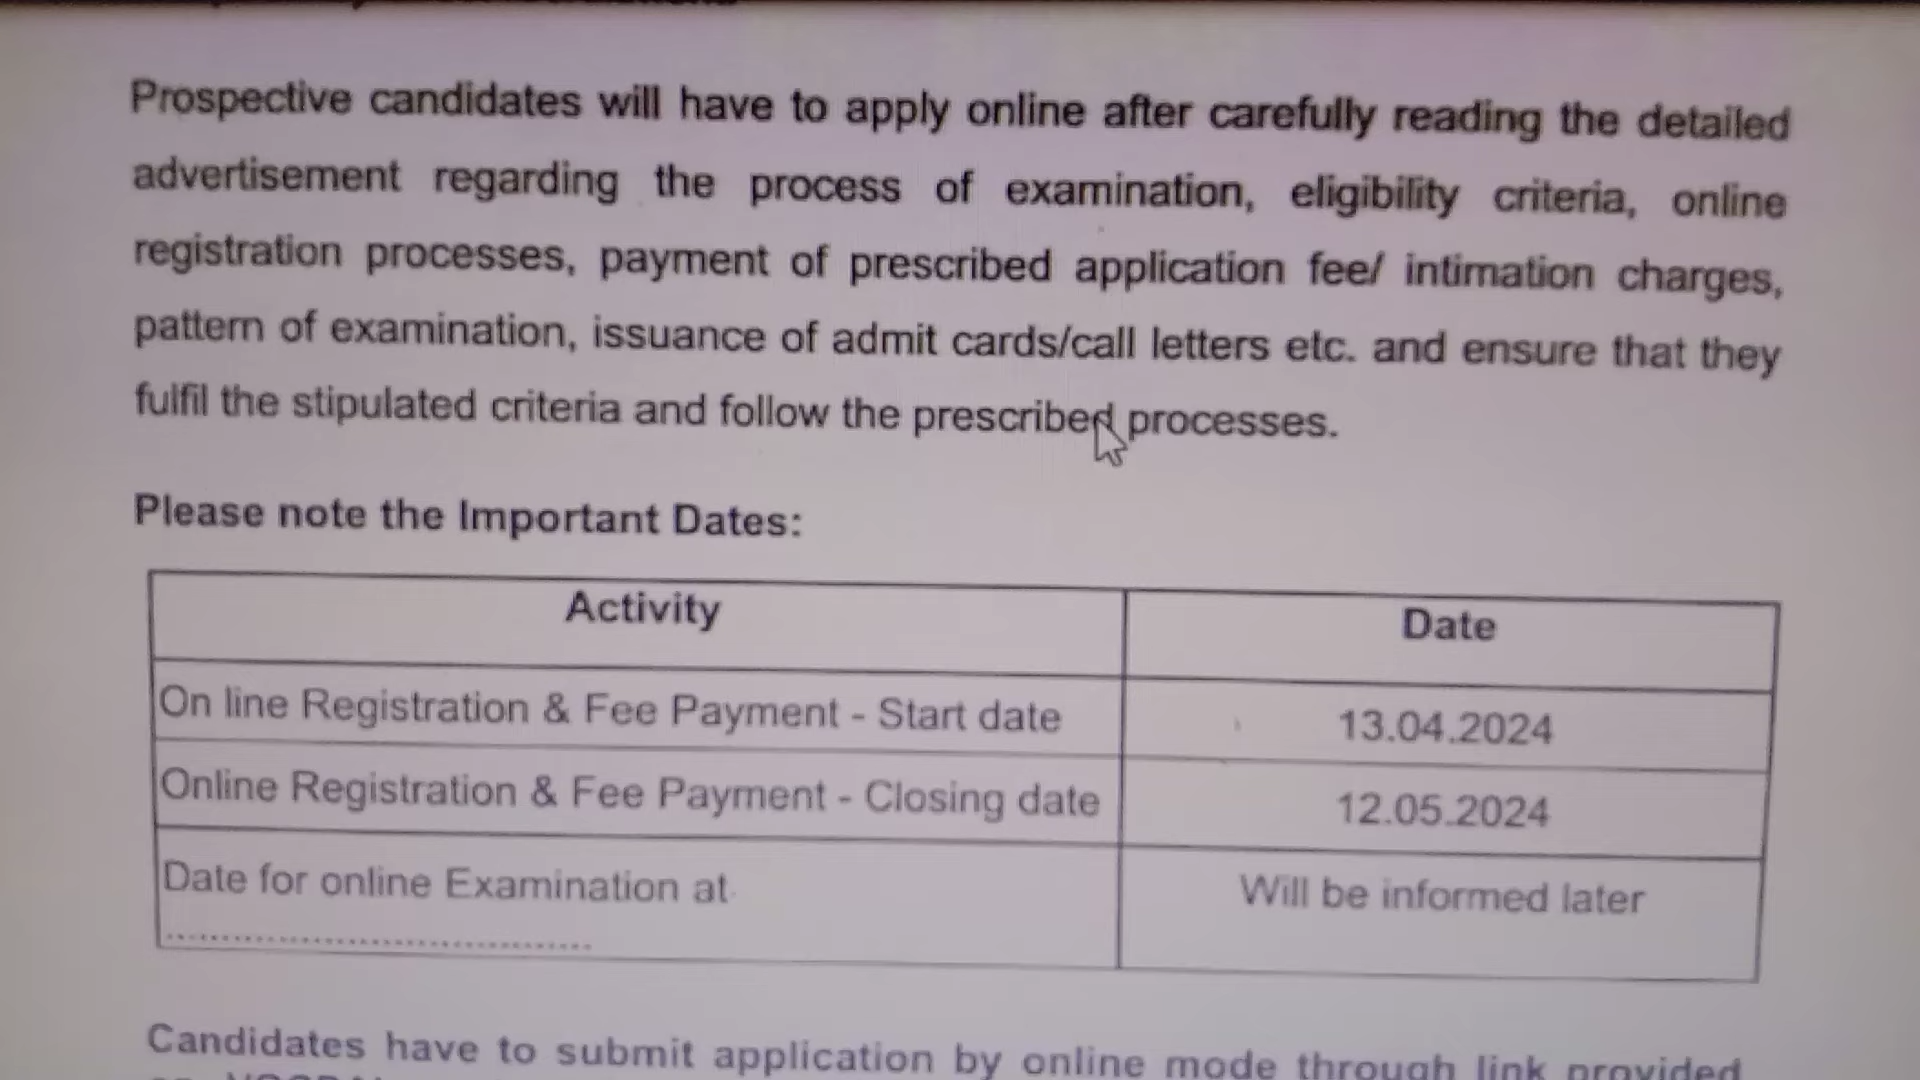 Prospective candidates will have to apply online after carefully reading the detailed
advertisement regarding the process of examination, eligibility criteria, online
registration processes, payment of prescribed application fee/ intimation charges,
pattern of examination, issuance of admit cards/call letters etc. and ensure that they
fulfil the stipulated criteria and follow the prescribed processes.
Please note the Important Dates:
Activity Date
On line Registration & Fee Payment - Start date 13.04.2024
Online Registration & Fee Payment - Closing date 12.05.2024
Date for online Examination at Will be informed later
........................................
Candidates have to submit application by online mode through link provided